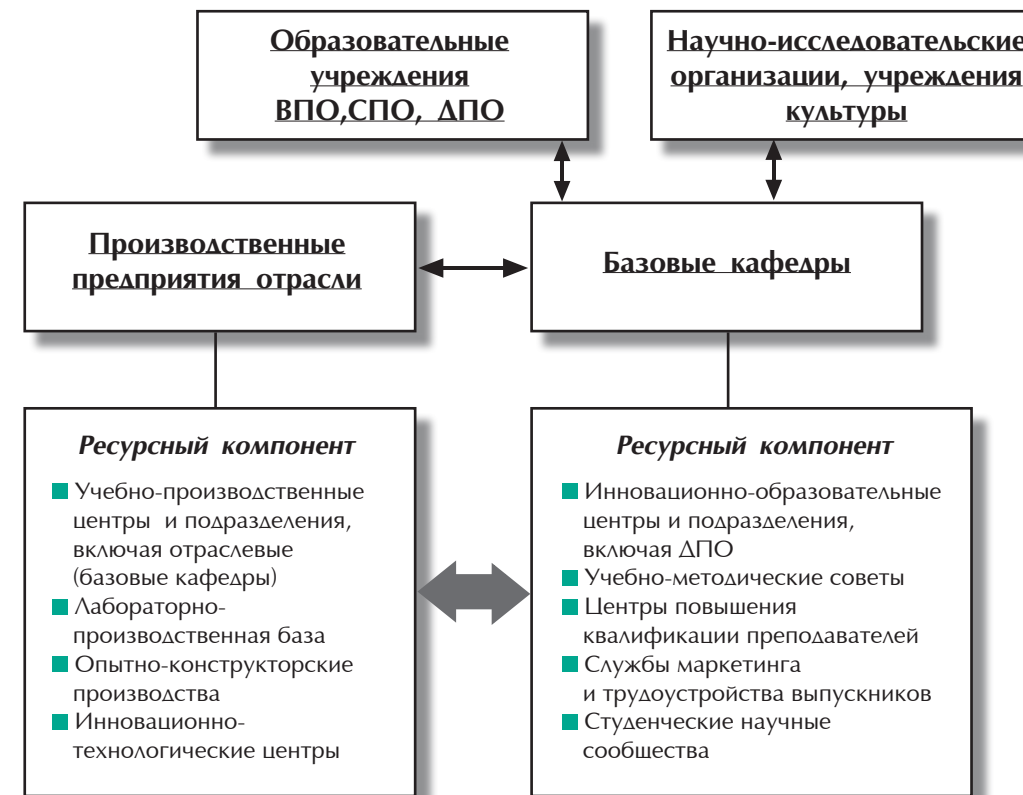 Образовательные
учреждения
ВПО,СПО, ДПО
Научно-исследовательские
организации, учреждения
культуры
Производственные
предприятия отрасли
Базовые кафедры
Ресурсный компонент
Учебно-производственные
центры и подразделения,
включая отраслевые
(базовые кафедры)
Лабораторно-
производственная база
Опытно-конструкторские
производства
Инновационно-
технологические центры
Ресурсный компонент
Инновационно-образовательные
центры и подразделения,
включая ДПО
Учебно-методические советы
Центры повышения
квалификации преподавателей
Службы маркетинга
и трудоустройства выпускников
Студенческие научные
сообщества